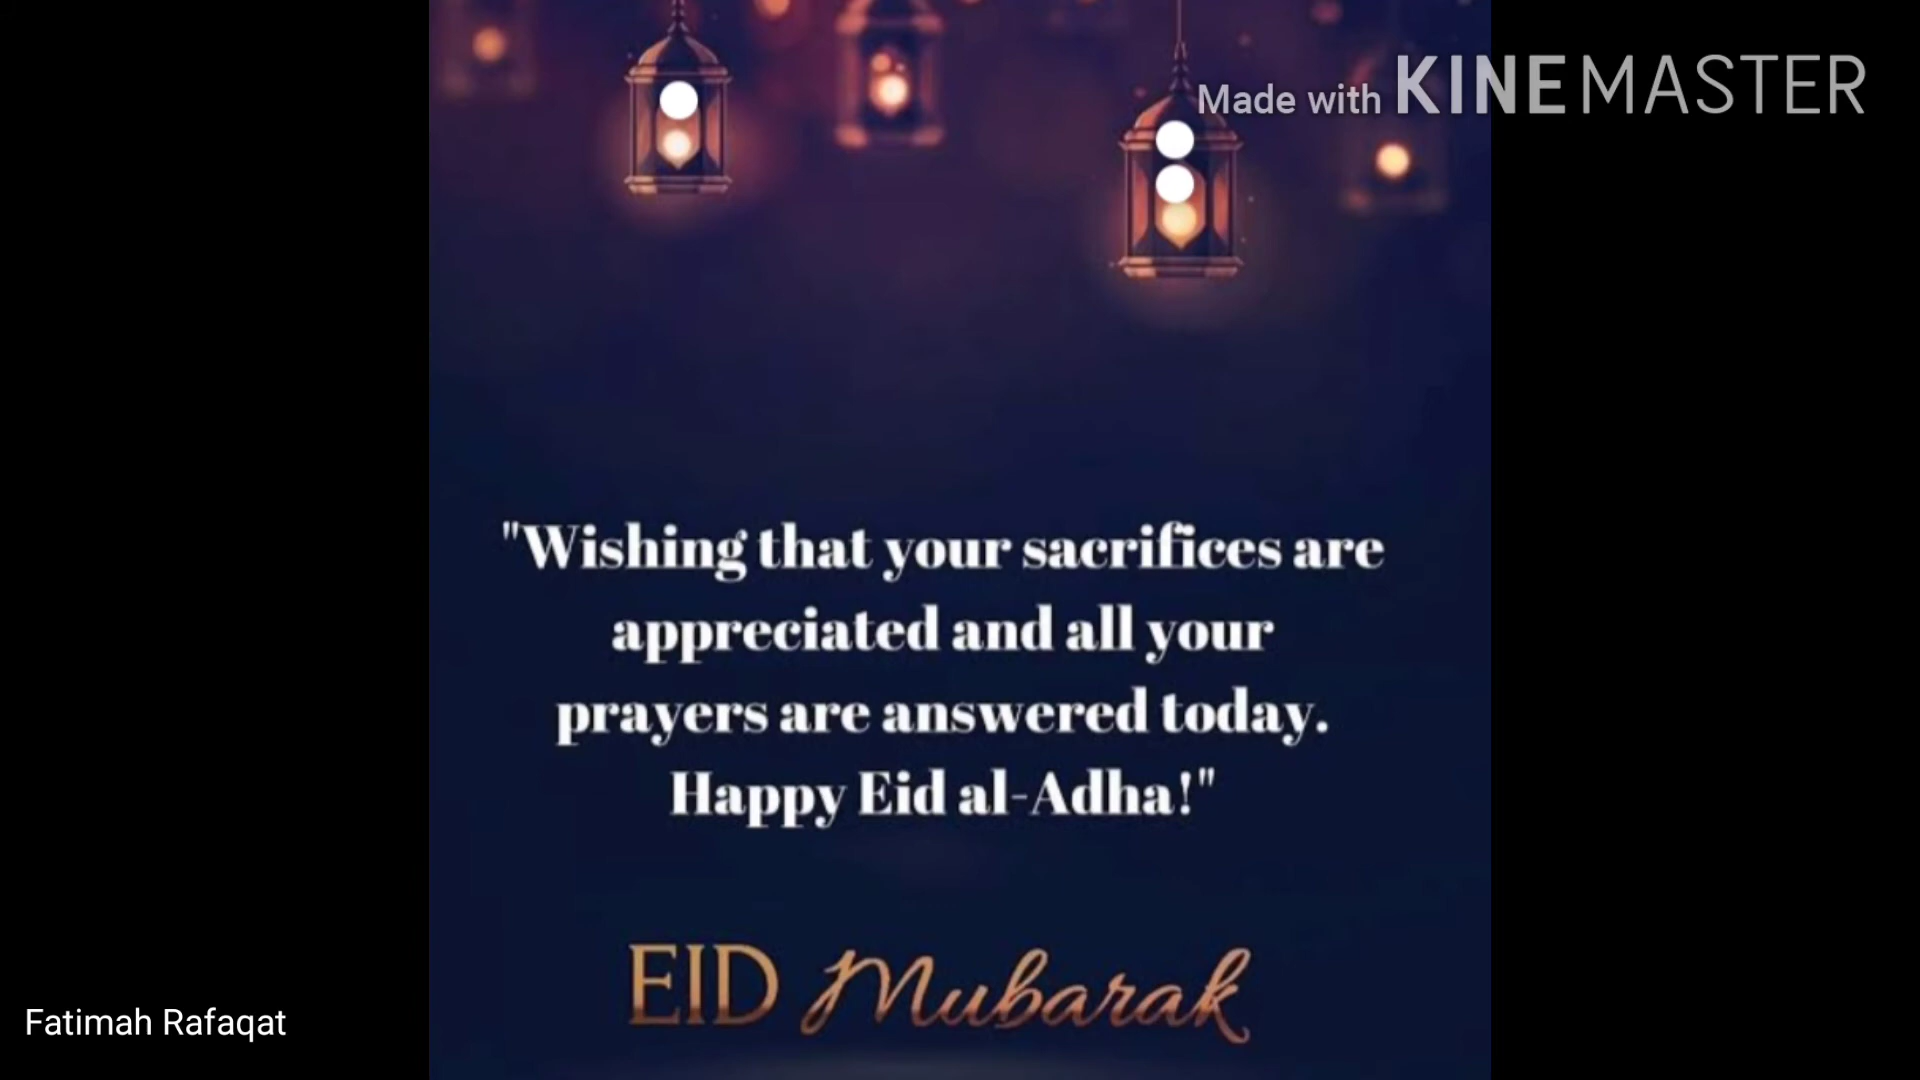 Made with KINEMASTER
"Wishing that your sacrifices are
appreciated and all your
prayers are answered today.
Happy Eid al-Adha!"
EID Mubarak
Fatimah Rafaqat